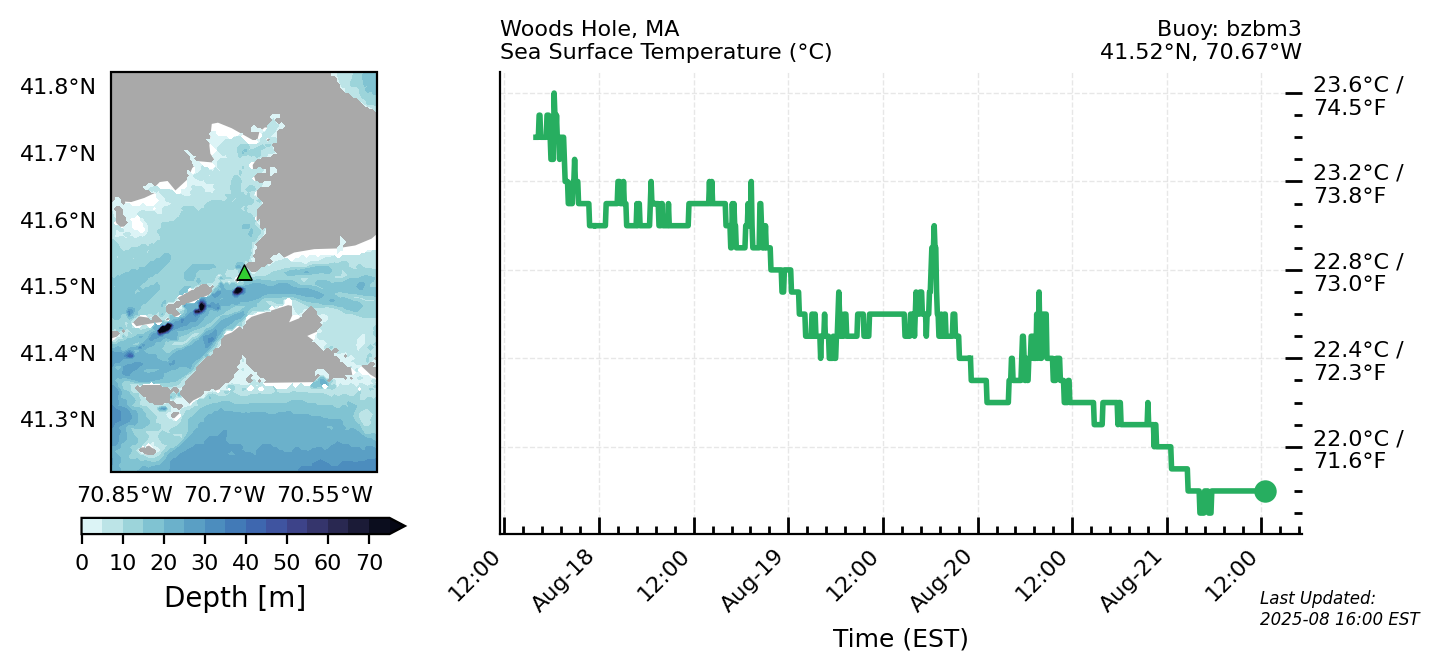 Woods Hole, MA
Sea Surface Temperature (°C)
Buoy: bzbm3
41.52°N, 70.67°W
41.8°N
41.7°N
41.6°N
41.5°N
41.4°N
41.3°N
70.85°W 70.7°W 70.55°W
0 10 20 30 40 50 60 70
Depth [m]
23.6°C /
74.5°F
23.2°C /
73.8°F
22.8°C /
73.0°F
22.4°C /
72.3°F
22.0°C /
71.6°F
12:00 Aug-18 12:00 Aug-19 12:00 Aug-20 12:00 Aug-21 12:00
Time (EST)
Last Updated:
2025-08 16:00 EST